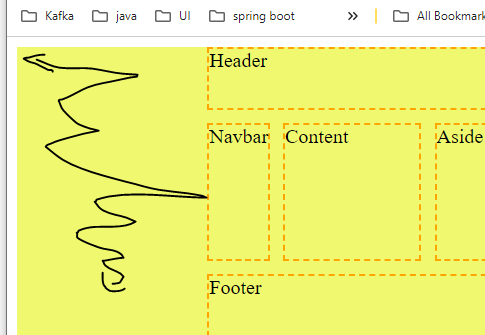 Kafka java UI spring boot » All Bookmark
Header
Navbar Content Aside
Footer